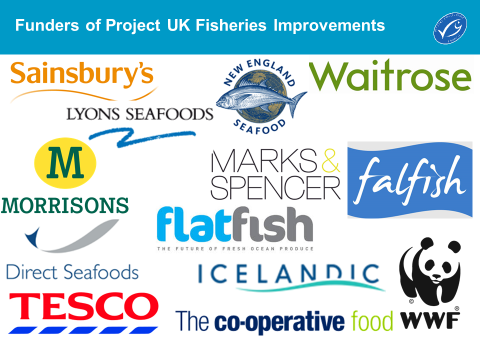 Funders of Project UK Fisheries Improvements
Sainsbury's
NEW ENGLAND
SEAFOOD
Waitrose
LYONS SEAFOODS
M
MORRISONS
MARKS &
SPENCER
falfish
flatfish
THE FUTURE OF FRESH OCEAN PRODUCE
Direct Seafoods
ICELANDIC
TESCO
The co-operative food
WWF